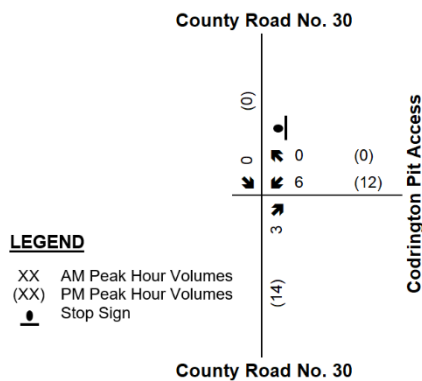 County Road No. 30
(0)
0
0 (0)
6 (12)
3
(14)
Codrington Pit Access
LEGEND
XX AM Peak Hour Volumes
(XX) PM Peak Hour Volumes
Stop Sign
County Road No. 30